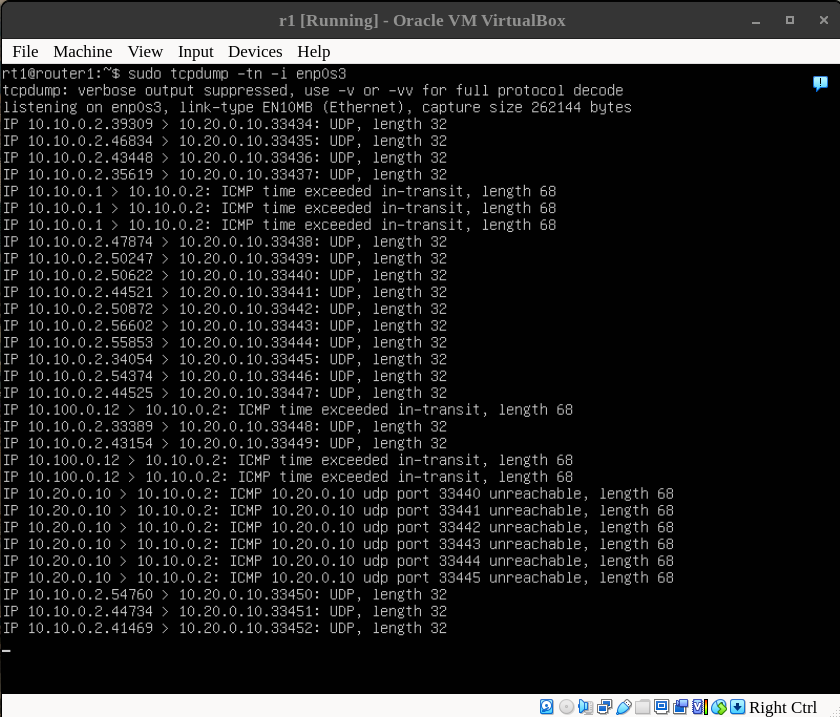 r1 [Running] - Oracle VM VirtualBox
File Machine View Input Devices Help
rt1@router1:~$ sudo tcpdump -tn -i enp0s3
tcpdump: verbose output suppressed, use -v or -vv for full protocol decode
listening on enp0s3, link-type EN10MB (Ethernet), capture size 262144 bytes
IP 10.10.0.2.39309 > 10.20.0.10.33434: UDP, length 32
IP 10.10.0.2.46834 > 10.20.0.10.33435: UDP, length 32
IP 10.10.0.2.43448 > 10.20.0.10.33436: UDP, length 32
IP 10.10.0.2.35619 > 10.20.0.10.33437: UDP, length 32
IP 10.10.0.1 > 10.10.0.2: ICMP time exceeded in-transit, length 68
IP 10.10.0.1 > 10.10.0.2: ICMP time exceeded in-transit, length 68
IP 10.10.0.1 > 10.10.0.2: ICMP time exceeded in-transit, length 68
IP 10.10.0.2.47874 > 10.20.0.10.33438: UDP, length 32
IP 10.10.0.2.50247 > 10.20.0.10.33439: UDP, length 32
IP 10.10.0.2.50622 > 10.20.0.10.33440: UDP, length 32
IP 10.10.0.2.44521 > 10.20.0.10.33441: UDP, length 32
IP 10.10.0.2.50872 > 10.20.0.10.33442: UDP, length 32
IP 10.10.0.2.56602 > 10.20.0.10.33443: UDP, length 32
IP 10.10.0.2.55853 > 10.20.0.10.33444: UDP, length 32
IP 10.10.0.2.34054 > 10.20.0.10.33445: UDP, length 32
IP 10.10.0.2.54374 > 10.20.0.10.33446: UDP, length 32
IP 10.10.0.2.44525 > 10.20.0.10.33447: UDP, length 32
IP 10.100.0.12 > 10.10.0.2: ICMP time exceeded in-transit, length 68
IP 10.10.0.2.33389 > 10.20.0.10.33448: UDP, length 32
IP 10.10.0.2.43154 > 10.20.0.10.33449: UDP, length 32
IP 10.100.0.12 > 10.10.0.2: ICMP time exceeded in-transit, length 68
IP 10.100.0.12 > 10.10.0.2: ICMP time exceeded in-transit, length 68
IP 10.20.0.10 > 10.10.0.2: ICMP 10.20.0.10 udp port 33440 unreachable, length 68
IP 10.20.0.10 > 10.10.0.2: ICMP 10.20.0.10 udp port 33441 unreachable, length 68
IP 10.20.0.10 > 10.10.0.2: ICMP 10.20.0.10 udp port 33442 unreachable, length 68
IP 10.20.0.10 > 10.10.0.2: ICMP 10.20.0.10 udp port 33443 unreachable, length 68
IP 10.20.0.10 > 10.10.0.2: ICMP 10.20.0.10 udp port 33444 unreachable, length 68
IP 10.20.0.10 > 10.10.0.2: ICMP 10.20.0.10 udp port 33445 unreachable, length 68
IP 10.10.0.2.54760 > 10.20.0.10.33450: UDP, length 32
IP 10.10.0.2.44734 > 10.20.0.10.33451: UDP, length 32
IP 10.10.0.2.41469 > 10.20.0.10.33452: UDP, length 32
Right Ctrl